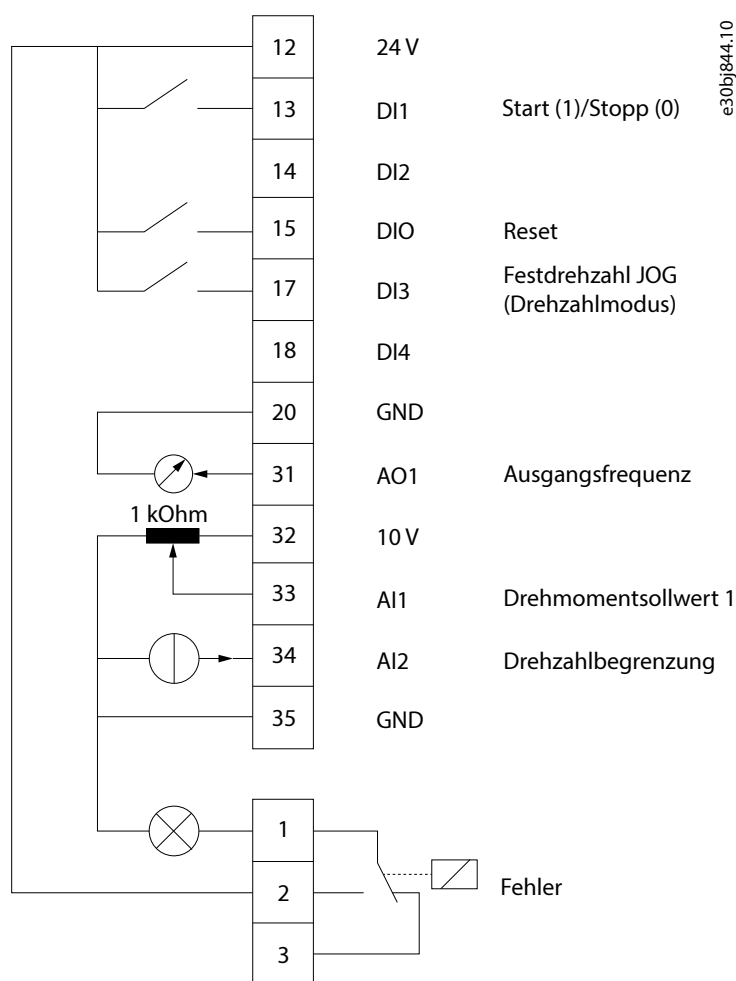 12 24 V
13 DI1 Start (1)/Stopp (0)
14 DI2
15 DIO Reset
17 DI3 Festdrehzahl JOG
(Drehzahlmodus)
18 DI4
20 GND
31 AO1 Ausgangsfrequenz
1 kOhm
32 10 V
33 AI1 Drehmomentsollwert 1
34 AI2 Drehzahlbegrenzung
35 GND
1
2 Fehler
3
e30bj844.10